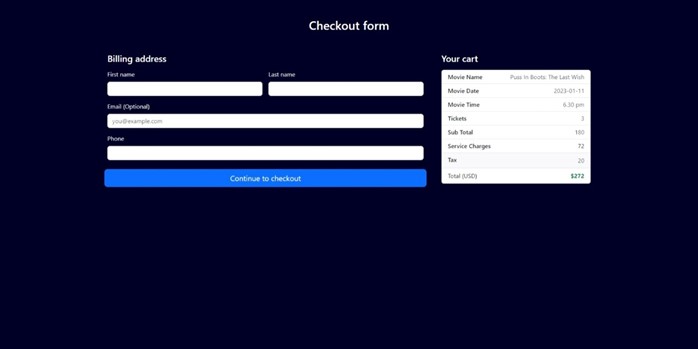 Checkout form
Billing address
First name Last name
Email (Optional)
you@example.com
Phone
Continue to checkout
Your cart
Movie Name Puss In Boots: The Last Wish
Movie Date 2023-01-11
Movie Time 6.30 pm
Tickets 3
Sub Total 180
Service Charges 72
Tax 20
Total (USD) $272